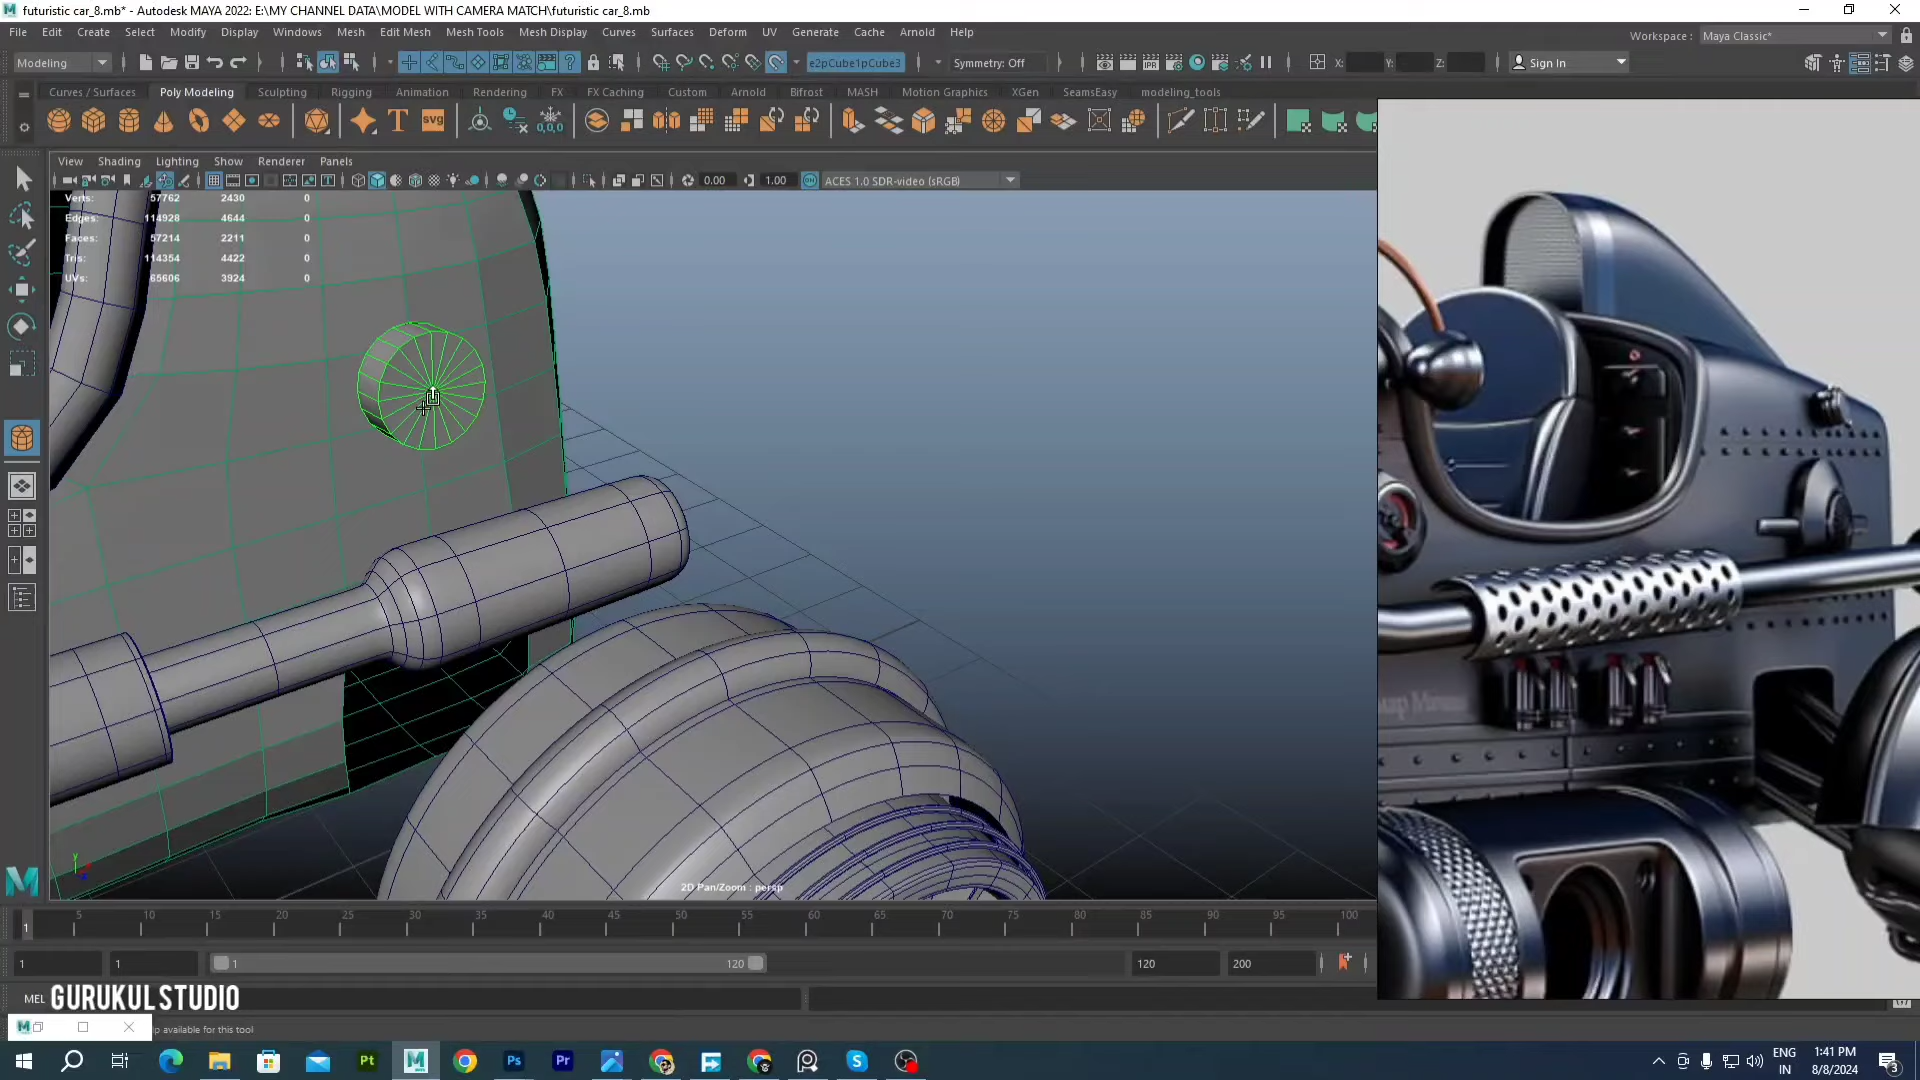 futuristic car_8.mb* - Autodesk MAYA 2022: E:\MY CHANNEL DATA\MODEL WITH CAMERA MATCH\futuristic car_8.mb
File Edit Create Select Modify Display Windows Mesh Edit Mesh Mesh Tools Mesh Display Curves Surfaces Deform UV Generate Cache Arnold Help
Workspace : Maya Classic*
Modeling
e2pCube1pCube3
Symmetry: Off
X:
Y:
Z:
Sign In
Curves / Surfaces Poly Modeling Sculpting Rigging Animation Rendering FX FX Caching Custom Arnold Bifrost MASH Motion Graphics XGen SeamsEasy modeling_tools
T svg 0,0,0
View Shading Lighting Show Renderer Panels
0.00 1.00 ACES 1.0 SDR-video (sRGB)
Verts: 57762 2430 0
Edges: 114928 4644 0
Faces: 57214 2211 0
Tris: 114354 4422 0
UVs: 65606 3924 0
2D Pan/Zoom : persp
5 10 15 20 25 30 35 40 45 50 55 60 65 70 75 80 85 90 95 100
1
1 1 1 120 120 200
MEL
GURUKUL STUDIO
p available for this tool
ENG
IN
1:41 PM
8/8/2024
3